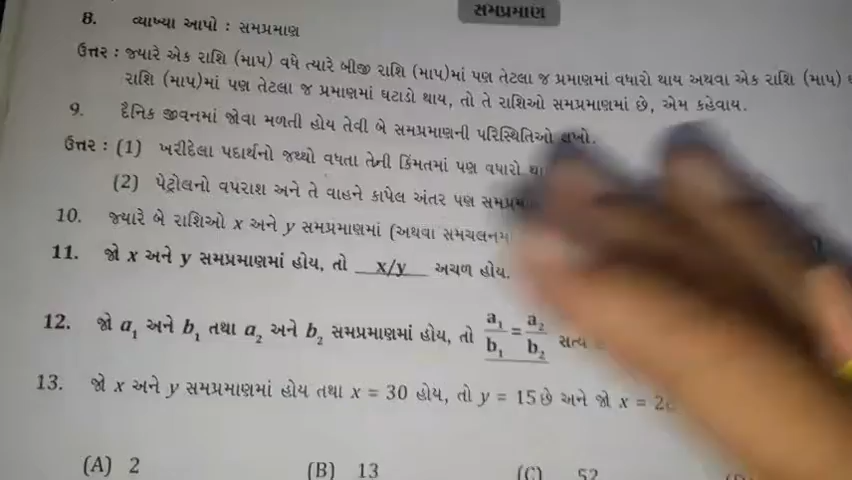 સમપ્રમાણ
8. વ્યાખ્યા આપો : સમપ્રમાણ
ઉત્તર : જ્યારે એક રાશિ (માપ) વધે ત્યારે બીજી રાશિ (માપ)માં પણ તેટલા જ પ્રમાણમાં વધારો થાય અથવા એક રાશિ (માપ)
રાશિ (માપ)માં પણ તેટલા જ પ્રમાણમાં ઘટાડો થાય, તો તે રાશિઓ સમપ્રમાણમાં છે, એમ કહેવાય.
9. દૈનિક જીવનમાં જોવા મળતી હોય તેવી બે સમપ્રમાણની પરિસ્થિતિઓ લખો.
ઉત્તર : (1) ખરીદેલા પદાર્થનો જથ્થો વધતા તેની કિંમતમાં પણ વધારો
(2) પેટ્રોલનો વપરાશ અને તે વાહને કાપેલ અંતર પણ
10. જ્યારે બે રાશિઓ x અને y સમપ્રમાણમાં (અથવા
11. જો x અને y સમપ્રમાણમાં હોય, તો x/y અચળ હોય.
12. જો a₁ અને b₁ તથા a₂ અને b₂ સમપ્રમાણમાં હોય, તો a₁/b₁ = a₂/b₂ સત્ય
13. જો x અને y સમપ્રમાણમાં હોય તથા x = 30 હોય, તો y = 15 છે અને જો x =
(A) 2 (B) 13 (C) 52